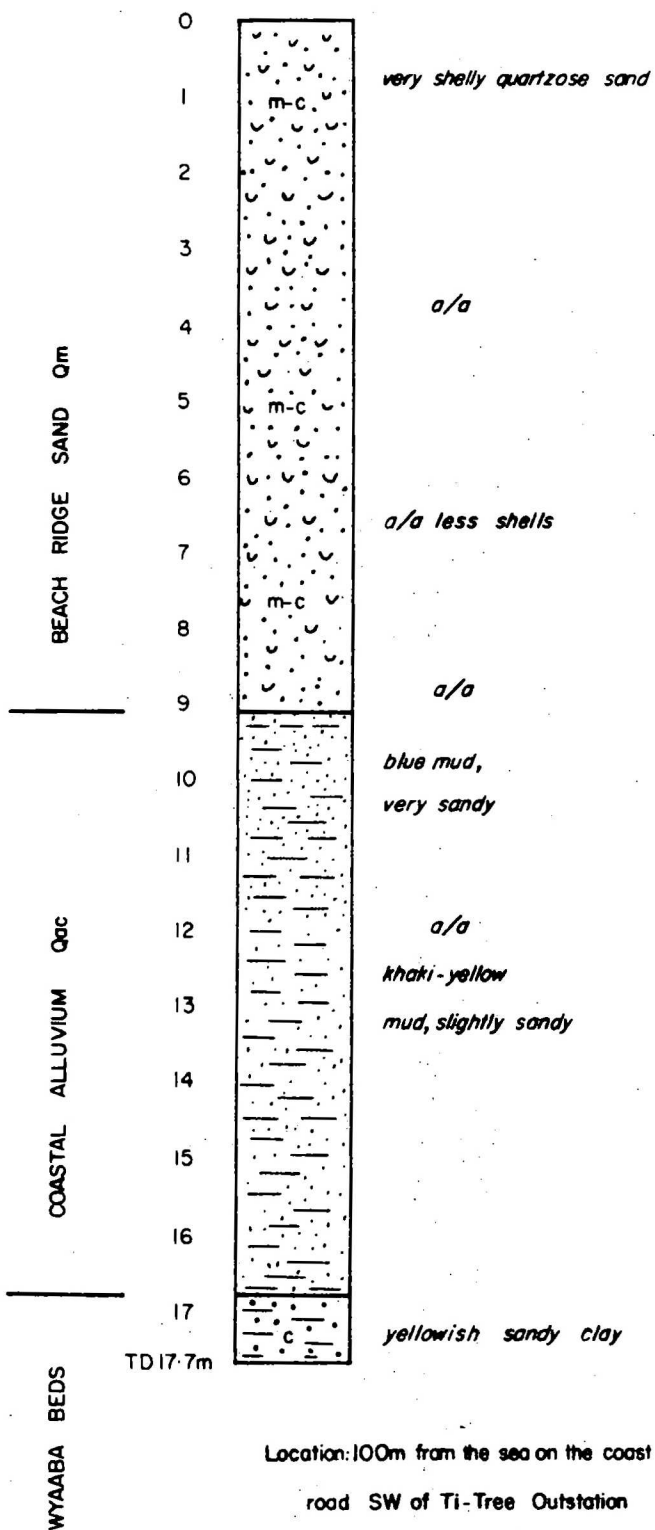 0
very shelly quartzose sand
1
m-c
2
3
a/a
4
5
m-c
6
a/a less shells
7
m-c
8
a/a
9
BEACH RIDGE SAND Qm
blue mud,
10
very sandy
11
12
a/a
khaki-yellow
13
mud, slightly sandy
14
15
16
COASTAL ALLUVIUM Qac
17
c
yellowish sandy clay
TD 17·7m
WYAABA BEDS
Location: 100m from the sea on the coast
road SW of Ti-Tree Outstation